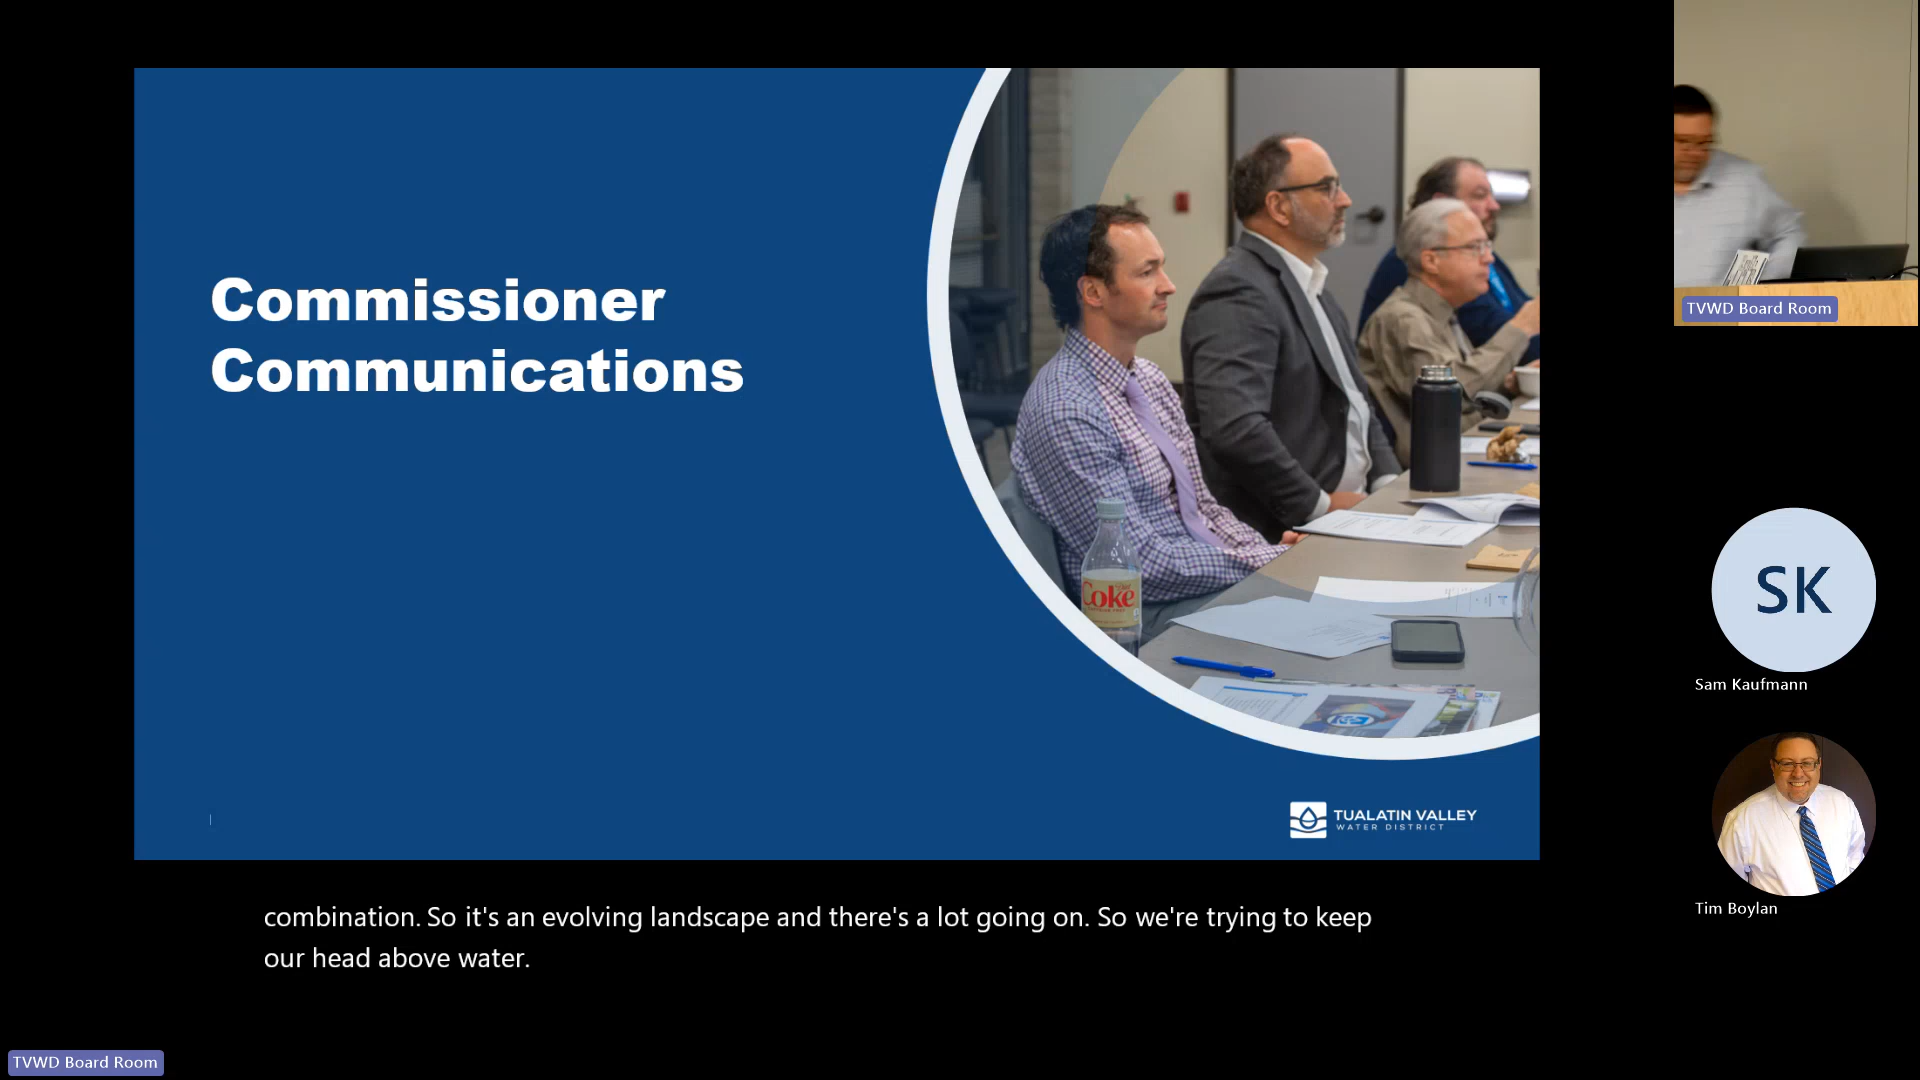 Commissioner
Communications
Coke
TUALATIN VALLEY
WATER DISTRICT
combination. So it's an evolving landscape and there's a lot going on. So we're trying to keep
our head above water.
TVWD Board Room
TVWD Board Room
SK
Sam Kaufmann
Tim Boylan